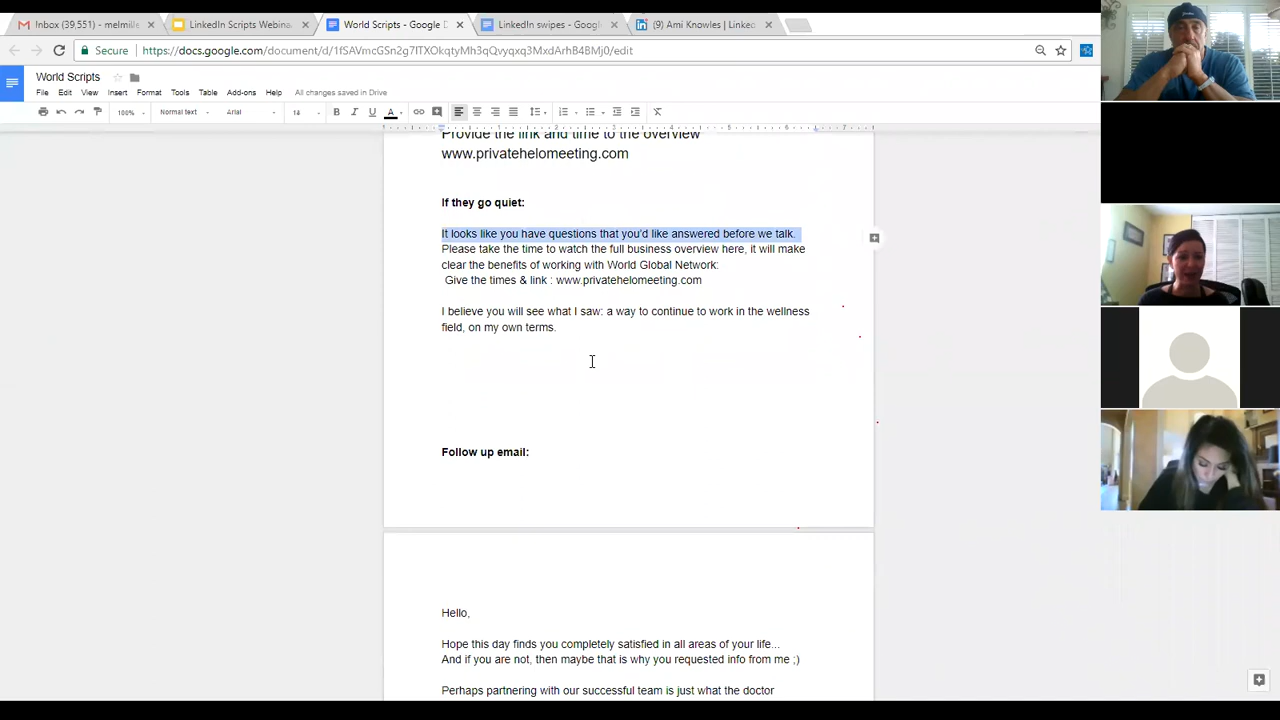 Inbox (39,551) - melmille
LinkedIn Scripts Webina
World Scripts - Google D
LinkedIn swipes - Googl
(9) Ami Knowles | Linked
Secure
World Scripts
File Edit View Insert Format Tools Table Add-ons Help All changes saved in Drive
100% Normal text Arial 14 B I U A
Provide the link and time to the overview
www.privatehelomeeting.com
If they go quiet:
It looks like you have questions that you'd like answered before we talk.
Please take the time to watch the full business overview here, it will make
clear the benefits of working with World Global Network:
Give the times & link : www.privatehelomeeting.com
I believe you will see what I saw: a way to continue to work in the wellness
field, on my own terms.
Follow up email:
Hello,
Hope this day finds you completely satisfied in all areas of your life...
And if you are not, then maybe that is why you requested info from me ;)
Perhaps partnering with our successful team is just what the doctor